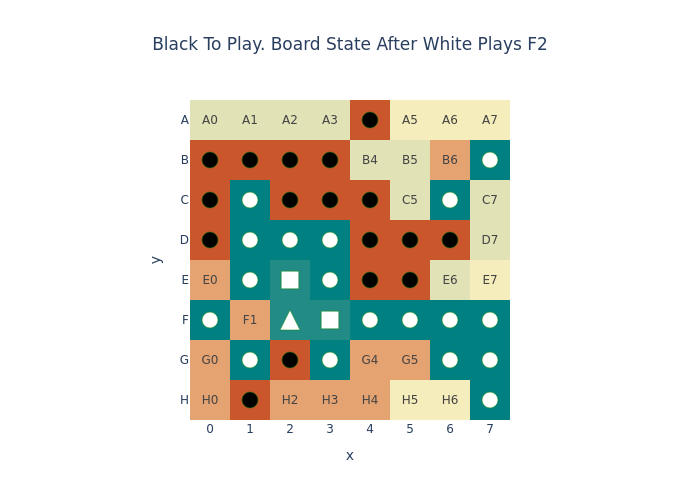 Black To Play. Board State After White Plays F2
A A0 A1 A2 A3 A5 A6 A7
B B4 B5 B6
C C5 C7
D D7
E E0 E6 E7
F F1
G G0 G4 G5
H H0 H2 H3 H4 H5 H6
0 1 2 3 4 5 6 7
x
y